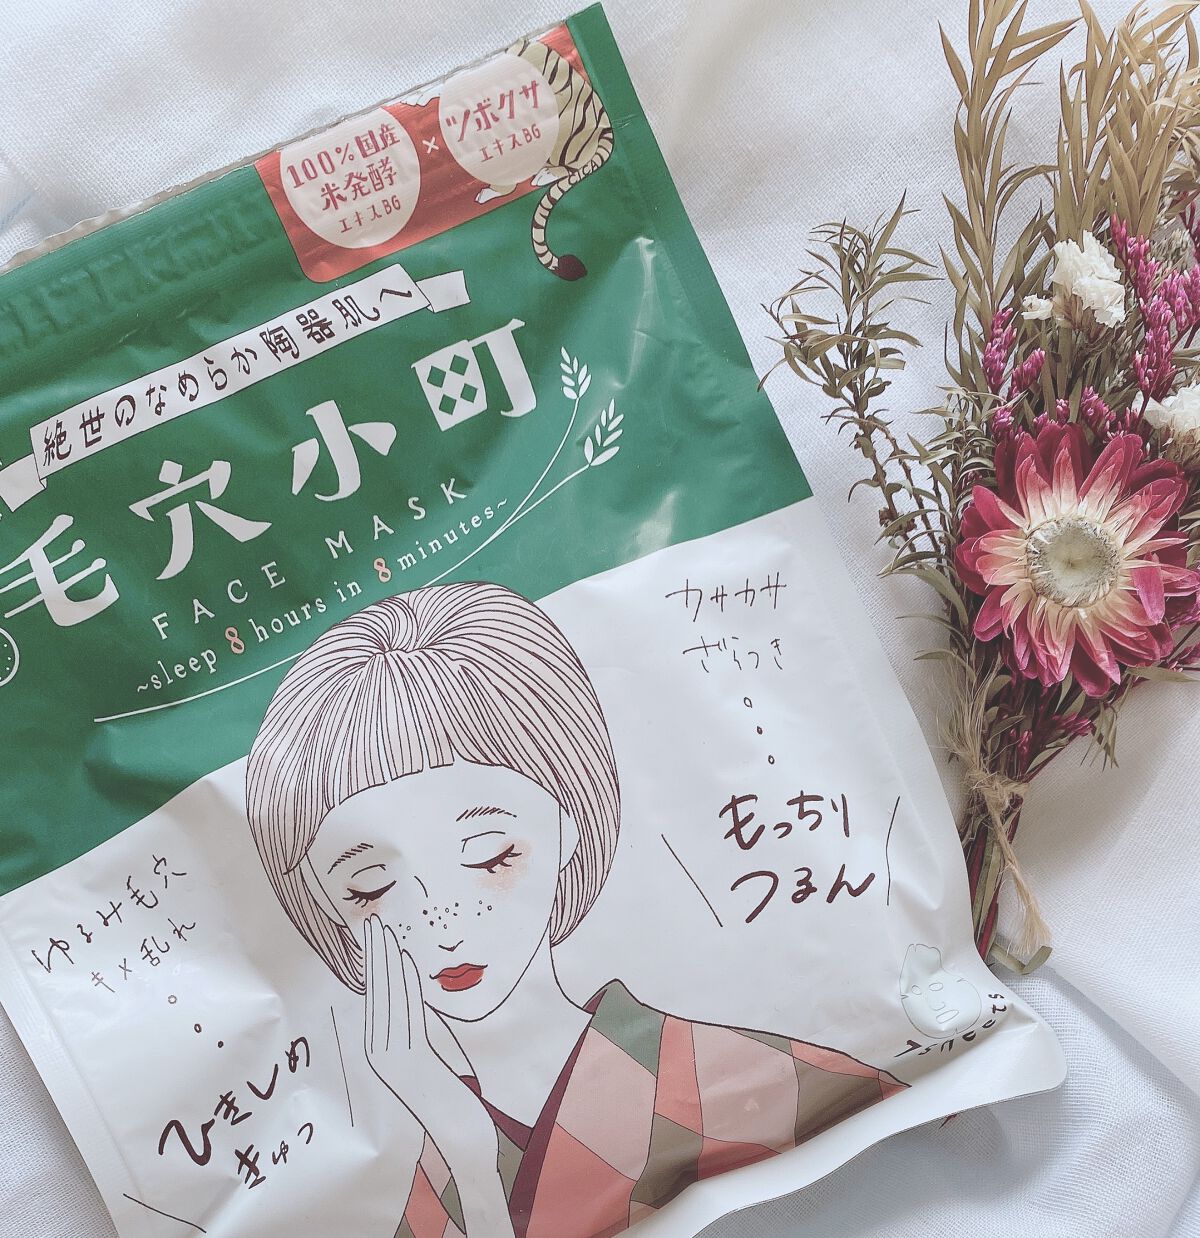 100%国産
米発酵
エキスBG
×
ツボクサ
エキスBG
CICA
絶世のなめらか陶器肌へ
毛穴小町
FACE MASK
~sleep 8 hours in 8 minutes~
カサカサ
ざらつき
もっちり
つるん
ゆるみ毛穴
キメ乱れ
ひきしめ
きゅっ
7sheets